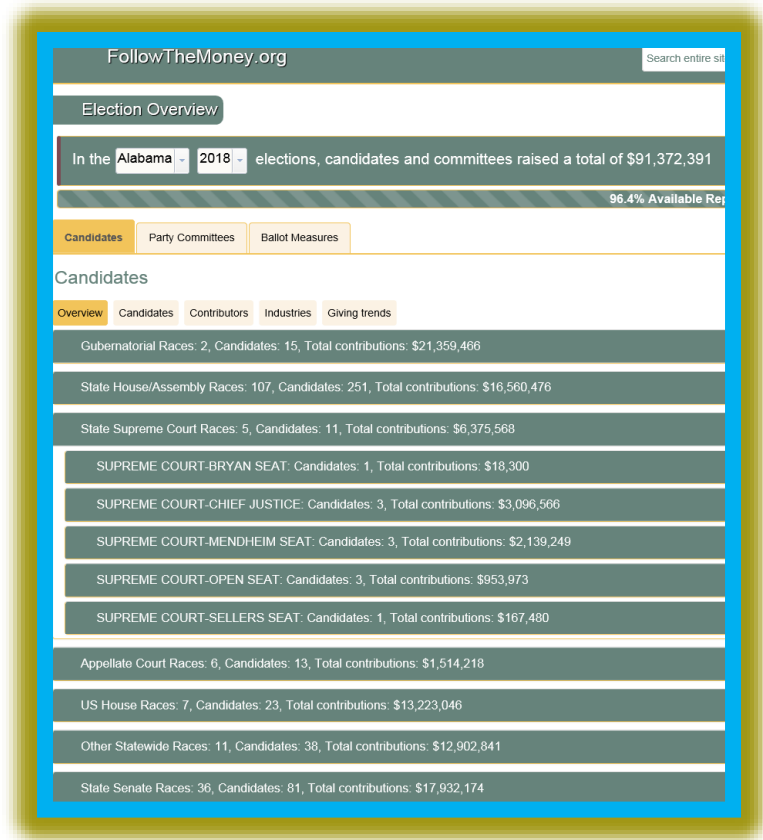 FollowTheMoney.org
Search entire sit
Election Overview
In the Alabama 2018 elections, candidates and committees raised a total of $91,372,391
96.4% Available Rep
Candidates Party Committees Ballot Measures
Candidates
Overview Candidates Contributors Industries Giving trends
Gubernatorial Races: 2, Candidates: 15, Total contributions: $21,359,466
State House/Assembly Races: 107, Candidates: 251, Total contributions: $16,560,476
State Supreme Court Races: 5, Candidates: 11, Total contributions: $6,375,568
SUPREME COURT-BRYAN SEAT: Candidates: 1, Total contributions: $18,300
SUPREME COURT-CHIEF JUSTICE: Candidates: 3, Total contributions: $3,096,566
SUPREME COURT-MENDHEIM SEAT: Candidates: 3, Total contributions: $2,139,249
SUPREME COURT-OPEN SEAT: Candidates: 3, Total contributions: $953,973
SUPREME COURT-SELLERS SEAT: Candidates: 1, Total contributions: $167,480
Appellate Court Races: 6, Candidates: 13, Total contributions: $1,514,218
US House Races: 7, Candidates: 23, Total contributions: $13,223,046
Other Statewide Races: 11, Candidates: 38, Total contributions: $12,902,841
State Senate Races: 36, Candidates: 81, Total contributions: $17,932,174